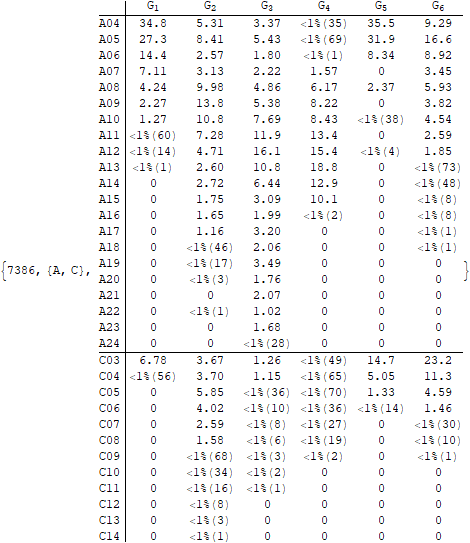 G1 G2 G3 G4 G5 G6
A04 34.8 5.31 3.37 <1%(35) 35.5 9.29
A05 27.3 8.41 5.43 <1%(69) 31.9 16.6
A06 14.4 2.57 1.80 <1%(1) 8.34 8.92
A07 7.11 3.13 2.22 1.57 0 3.45
A08 4.24 9.98 4.86 6.17 2.37 5.93
A09 2.27 13.8 5.38 8.22 0 3.82
A10 1.27 10.8 7.69 8.43 <1%(38) 4.54
A11 <1%(60) 7.28 11.9 13.4 0 2.59
A12 <1%(14) 4.71 16.1 15.4 <1%(4) 1.85
A13 <1%(1) 2.60 10.8 18.8 0 <1%(73)
A14 0 2.72 6.44 12.9 0 <1%(48)
A15 0 1.75 3.09 10.1 0 <1%(8)
A16 0 1.65 1.99 <1%(2) 0 <1%(8)
A17 0 1.16 3.20 0 0 <1%(1)
A18 0 <1%(46) 2.06 0 0 <1%(1)
{7386, {A, C}, A19 0 <1%(17) 3.49 0 0 0 }
A20 0 <1%(3) 1.76 0 0 0
A21 0 0 2.07 0 0 0
A22 0 <1%(1) 1.02 0 0 0
A23 0 0 1.68 0 0 0
A24 0 0 <1%(28) 0 0 0
C03 6.78 3.67 1.26 <1%(49) 14.7 23.2
C04 <1%(56) 3.70 1.15 <1%(65) 5.05 11.3
C05 0 5.85 <1%(36) <1%(70) 1.33 4.59
C06 0 4.02 <1%(10) <1%(36) <1%(14) 1.46
C07 0 2.59 <1%(8) <1%(27) 0 <1%(30)
C08 0 1.58 <1%(6) <1%(19) 0 <1%(10)
C09 0 <1%(68) <1%(3) <1%(2) 0 <1%(1)
C10 0 <1%(34) <1%(2) 0 0 0
C11 0 <1%(16) <1%(1) 0 0 0
C12 0 <1%(8) 0 0 0 0
C13 0 <1%(3) 0 0 0 0
C14 0 <1%(1) 0 0 0 0